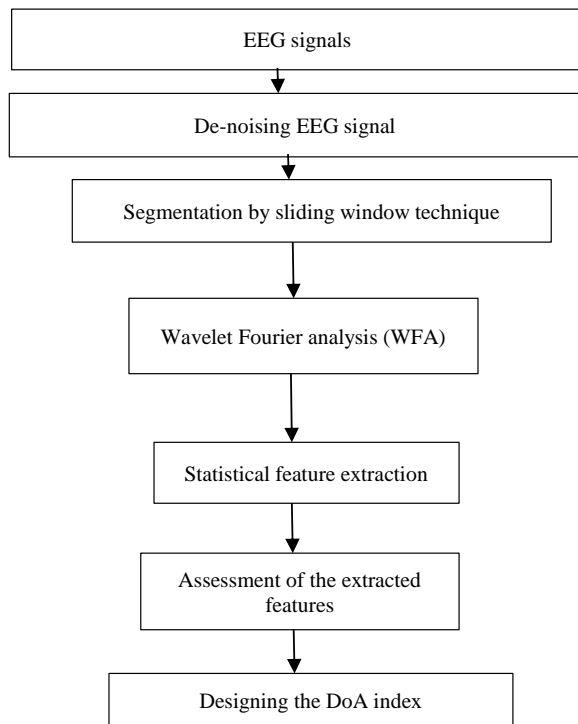 EEG signals
De-noising EEG signal
Segmentation by sliding window technique
Wavelet Fourier analysis (WFA)
Statistical feature extraction
Assessment of the extracted
features
Designing the DoA index